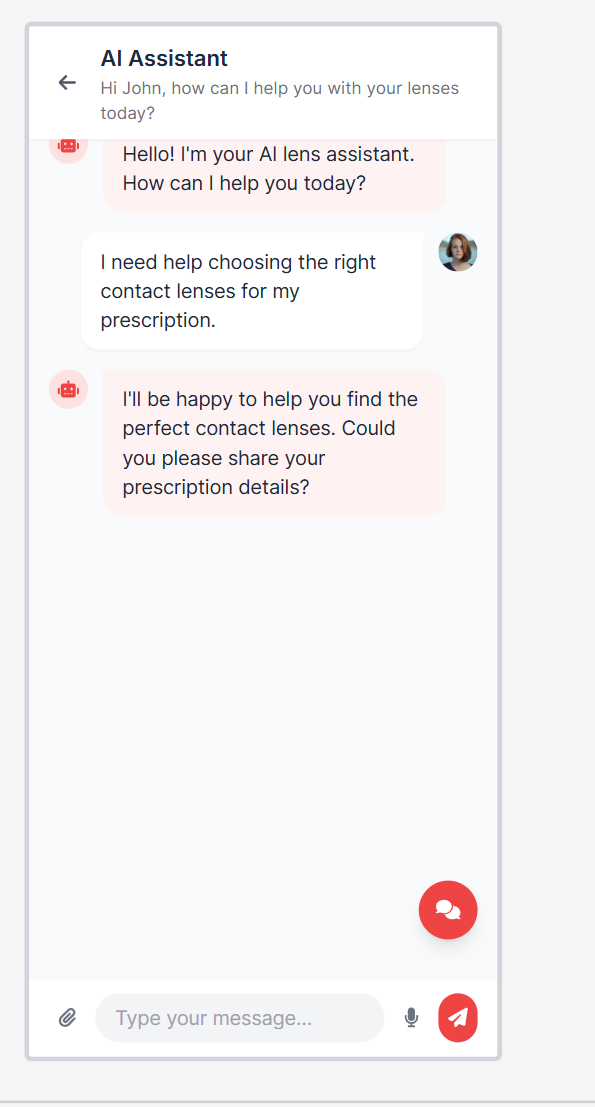 AI Assistant
Hi John, how can I help you with your lenses
today?
Hello! I'm your AI lens assistant.
How can I help you today?
I need help choosing the right
contact lenses for my
prescription.
I'll be happy to help you find the
perfect contact lenses. Could
you please share your
prescription details?
Type your message...